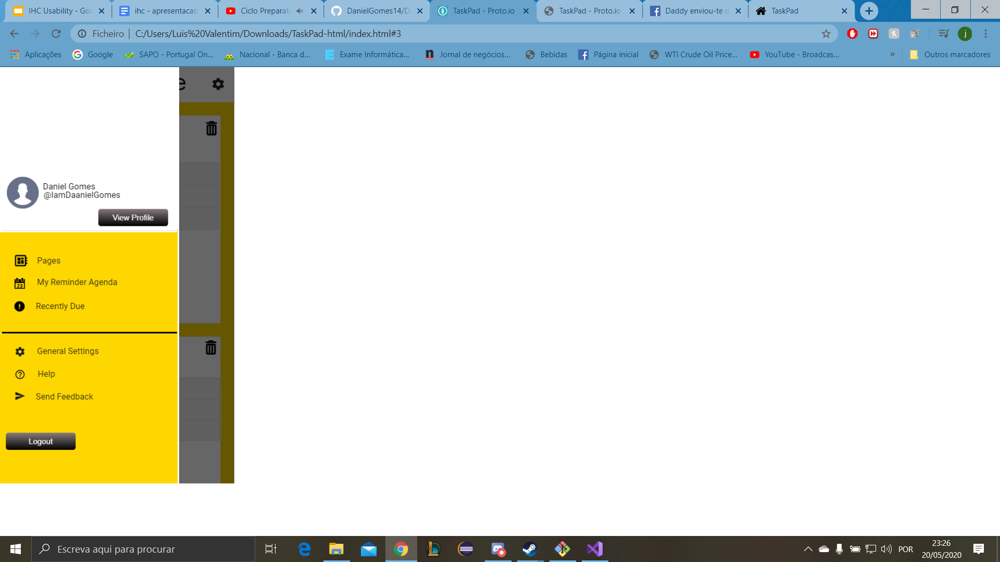 IHC Usability - Goo
ihc - apresentacao
Ciclo Preparate
DanielGomes14/Da
TaskPad - Proto.io
TaskPad - Proto.io
Daddy enviou-te u
TaskPad
Ficheiro
C:/Users/Luis%20Valentim/Downloads/TaskPad-html/index.html#3
j
Aplicações
Google
SAPO - Portugal On...
Nacional - Banca d...
Exame Informática...
Jornal de negócios...
Bebidas
Página inicial
WTI Crude Oil Price...
YouTube - Broadcas...
»
Outros marcadores
e
Daniel Gomes
@IamDaanielGomes
View Profile
Pages
23
My Reminder Agenda
Recently Due
General Settings
Help
Send Feedback
Logout
Escreva aqui para procurar
POR
23:26
20/05/2020